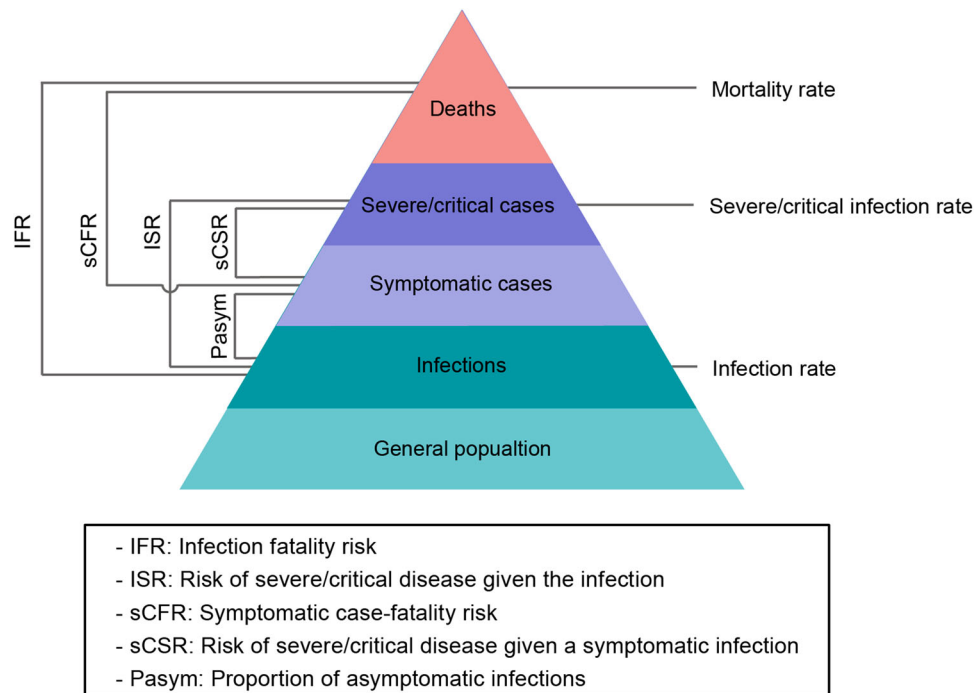 Deaths
Mortality rate
Severe/critical cases
Severe/critical infection rate
Symptomatic cases
Infections
Infection rate
General popualtion
IFR
sCFR
ISR
sCSR
Pasym
- IFR: Infection fatality risk
- ISR: Risk of severe/critical disease given the infection
- sCFR: Symptomatic case-fatality risk
- sCSR: Risk of severe/critical disease given a symptomatic infection
- Pasym: Proportion of asymptomatic infections